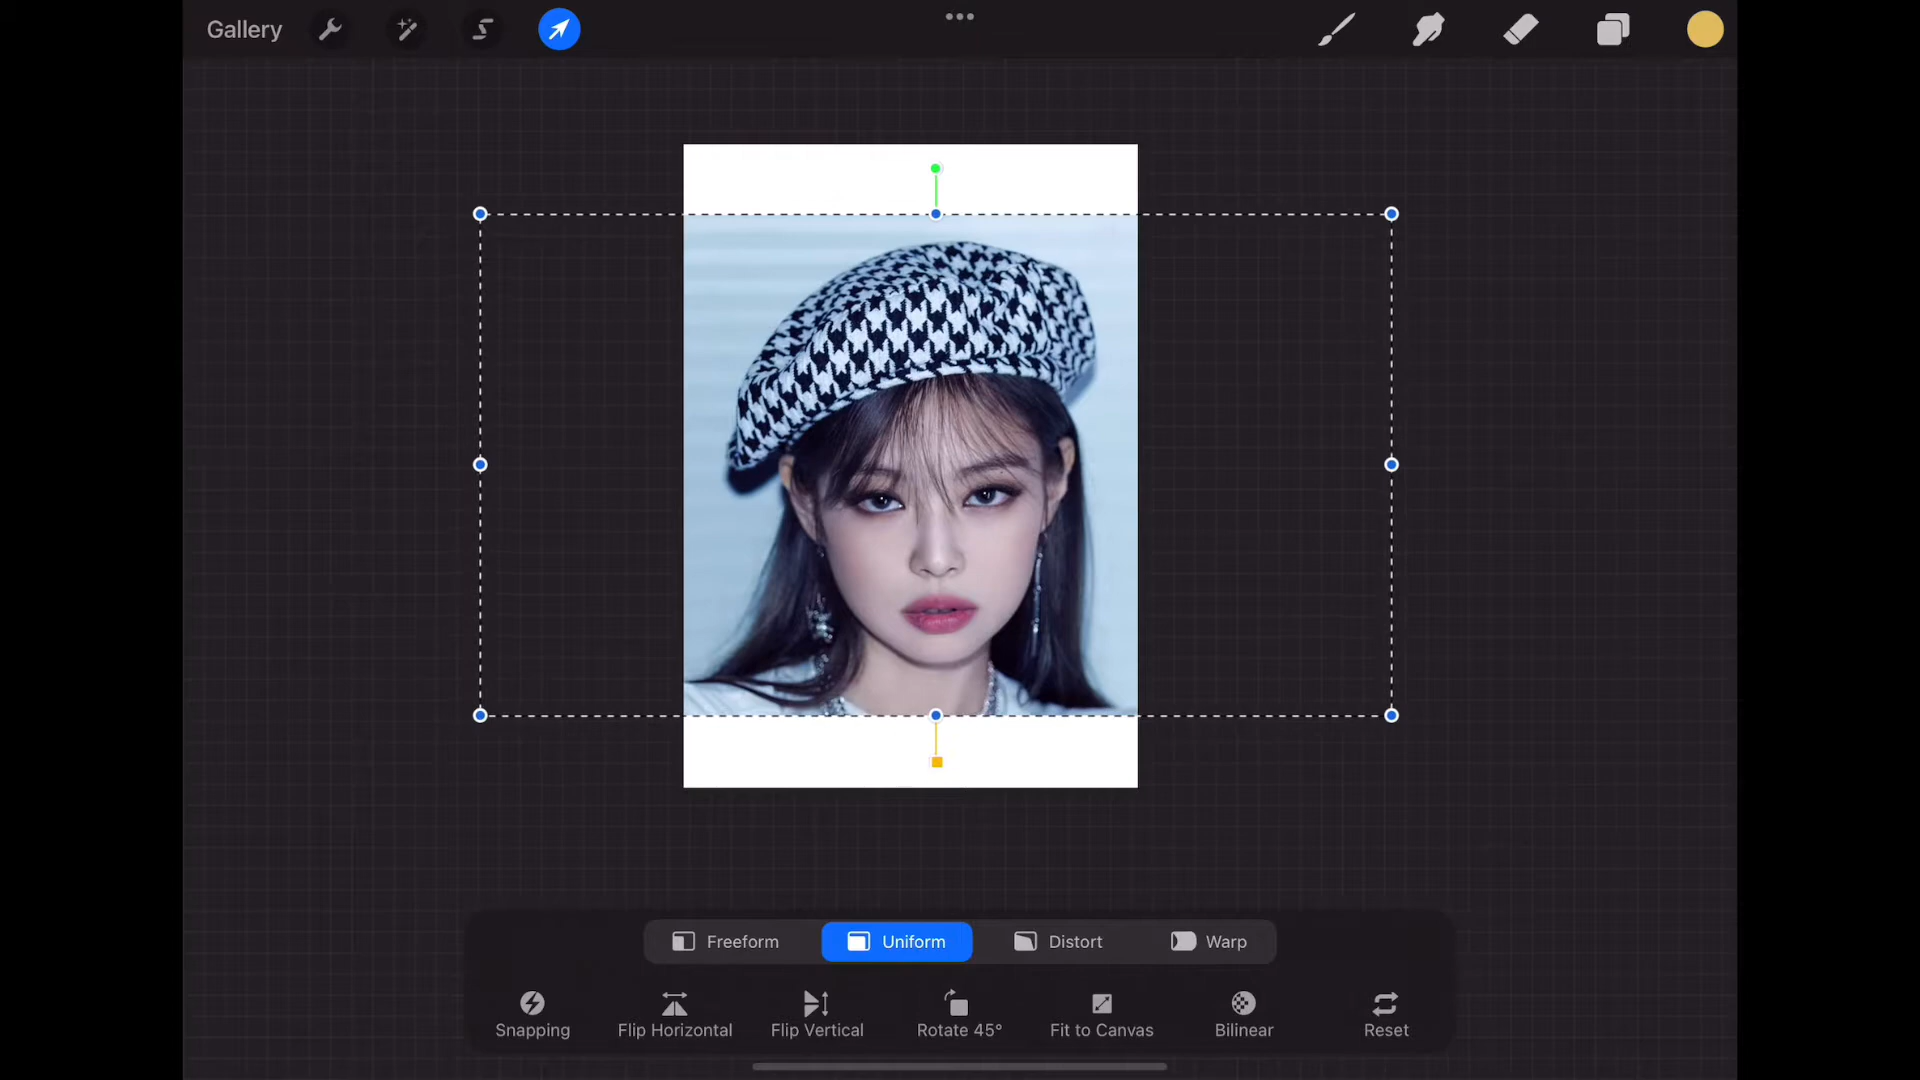 Gallery
Freeform Uniform Distort Warp
Snapping Flip Horizontal Flip Vertical Rotate 45° Fit to Canvas Bilinear Reset